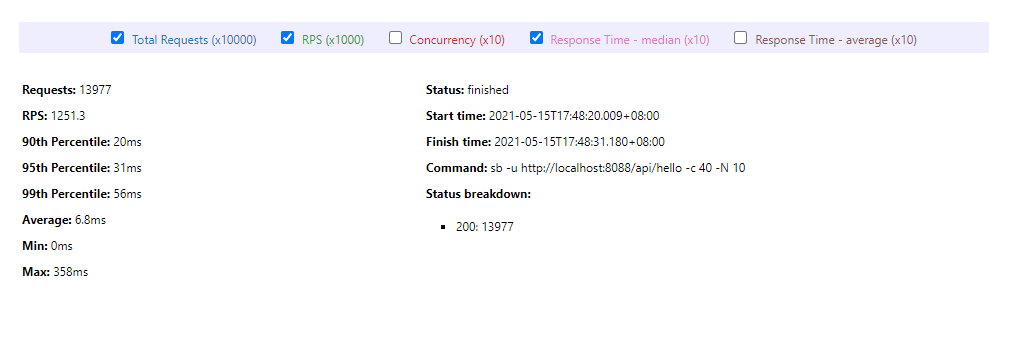 Total Requests (x10000) RPS (x1000) Concurrency (x10) Response Time - median (x10) Response Time - average (x10)
Requests: 13977
RPS: 1251.3
90th Percentile: 20ms
95th Percentile: 31ms
99th Percentile: 56ms
Average: 6.8ms
Min: 0ms
Max: 358ms
Status: finished
Start time: 2021-05-15T17:48:20.009+08:00
Finish time: 2021-05-15T17:48:31.180+08:00
Command: sb -u http://localhost:8088/api/hello -c 40 -N 10
Status breakdown:
200: 13977